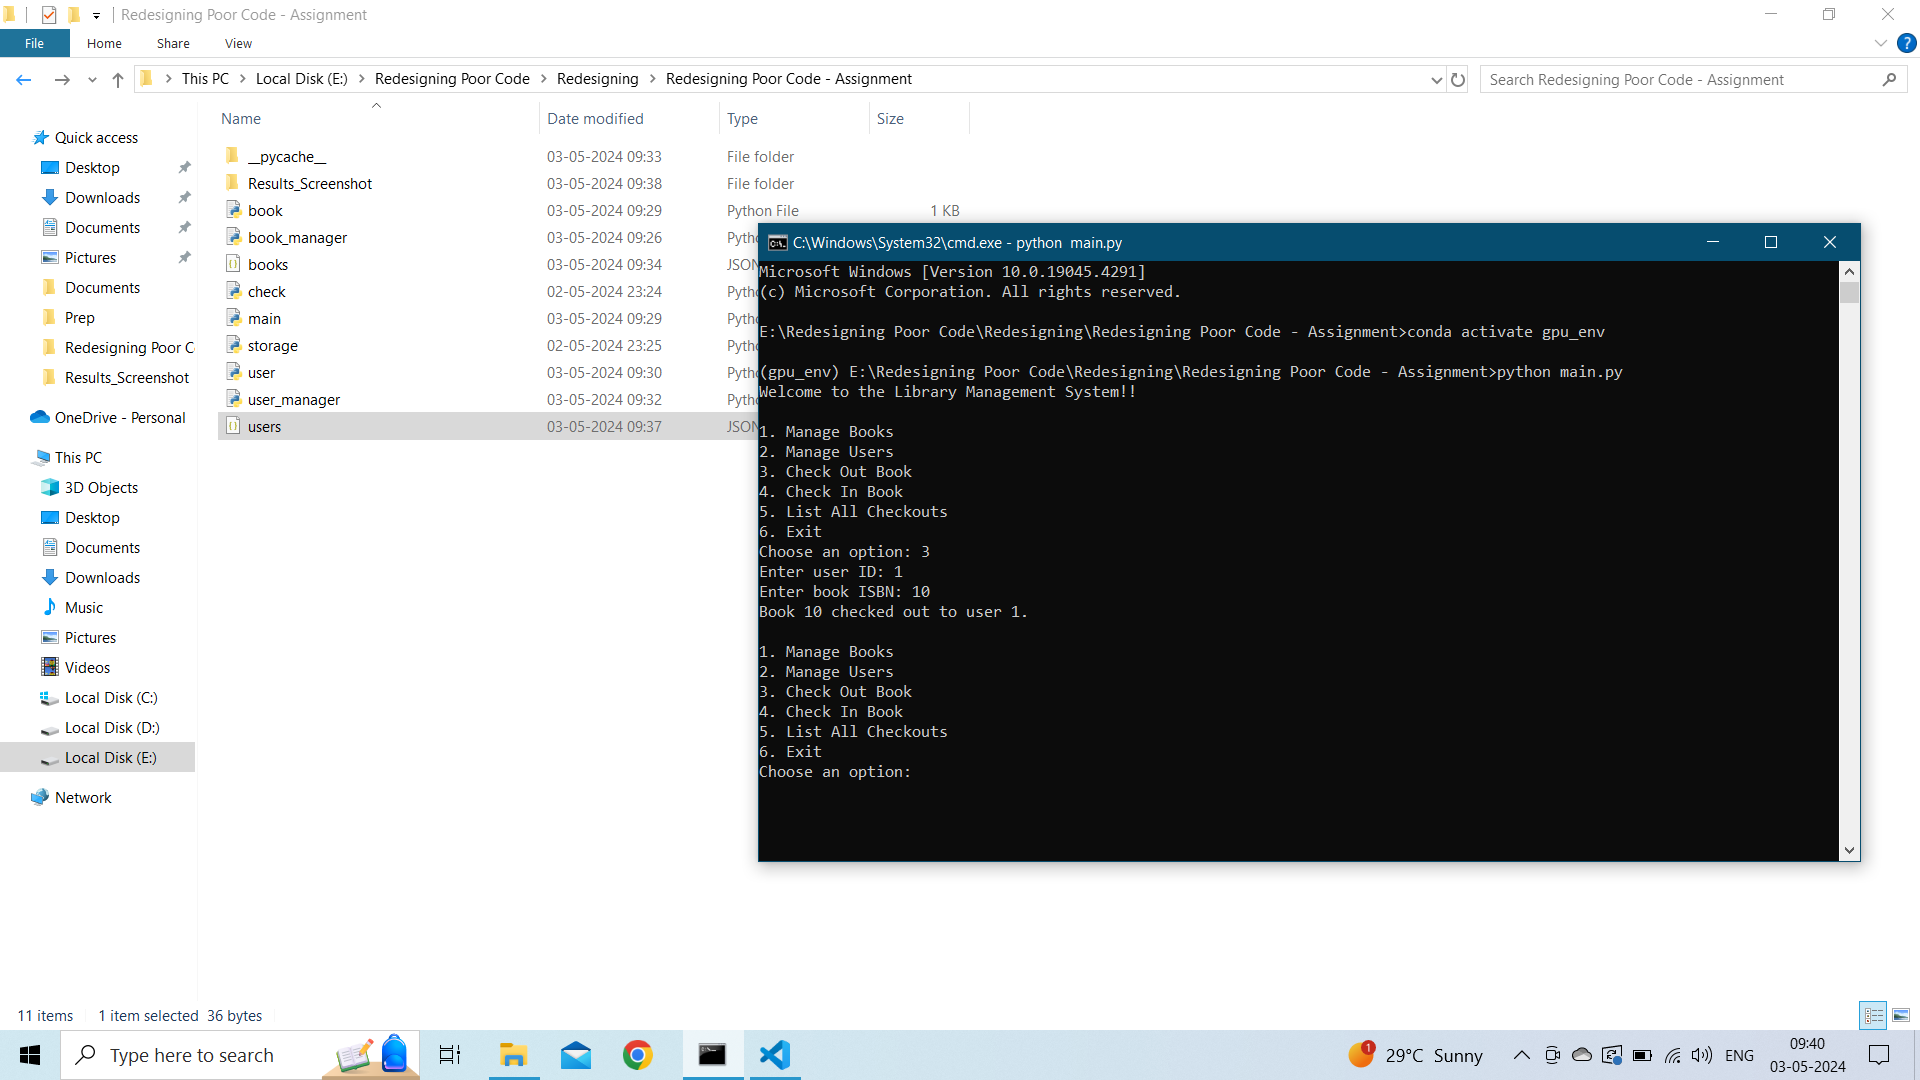 Redesigning Poor Code - Assignment
File Home Share View
This PC Local Disk (E:) Redesigning Poor Code Redesigning Redesigning Poor Code - Assignment
Search Redesigning Poor Code - Assignment
Name Date modified Type Size
Quick access
Desktop
Downloads
Documents
Pictures
Documents
Prep
Redesigning Poor C
Results_Screenshot
OneDrive - Personal
This PC
3D Objects
Desktop
Documents
Downloads
Music
Pictures
Videos
Local Disk (C:)
Local Disk (D:)
Local Disk (E:)
Network
__pycache__ 03-05-2024 09:33 File folder
Results_Screenshot 03-05-2024 09:38 File folder
book 03-05-2024 09:29 Python File 1 KB
book_manager 03-05-2024 09:26 Pytho
books 03-05-2024 09:34 JSON
check 02-05-2024 23:24 Pytho
main 03-05-2024 09:29 Pytho
storage 02-05-2024 23:25 Pytho
user 03-05-2024 09:30 Pytho
user_manager 03-05-2024 09:32 Pytho
users 03-05-2024 09:37 JSON
C:\Windows\System32\cmd.exe - python main.py
Microsoft Windows [Version 10.0.19045.4291]
(c) Microsoft Corporation. All rights reserved.
E:\Redesigning Poor Code\Redesigning\Redesigning Poor Code - Assignment>conda activate gpu_env
(gpu_env) E:\Redesigning Poor Code\Redesigning\Redesigning Poor Code - Assignment>python main.py
Welcome to the Library Management System!!
1. Manage Books
2. Manage Users
3. Check Out Book
4. Check In Book
5. List All Checkouts
6. Exit
Choose an option: 3
Enter user ID: 1
Enter book ISBN: 10
Book 10 checked out to user 1.
1. Manage Books
2. Manage Users
3. Check Out Book
4. Check In Book
5. List All Checkouts
6. Exit
Choose an option:
11 items 1 item selected 36 bytes
Type here to search
1
29°C Sunny
ENG
09:40
03-05-2024